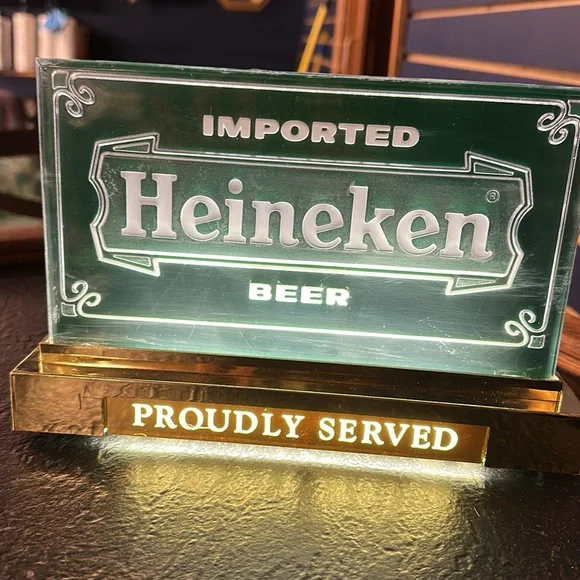 IMPORTED
Heineken®
BEER
PROUDLY SERVED